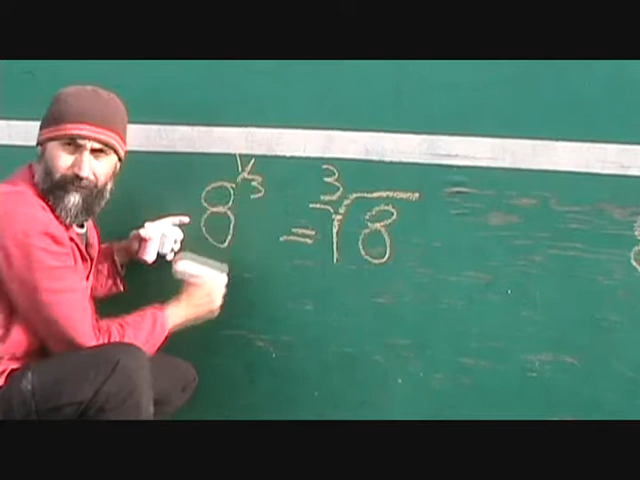 8^{1/3} = ∛8